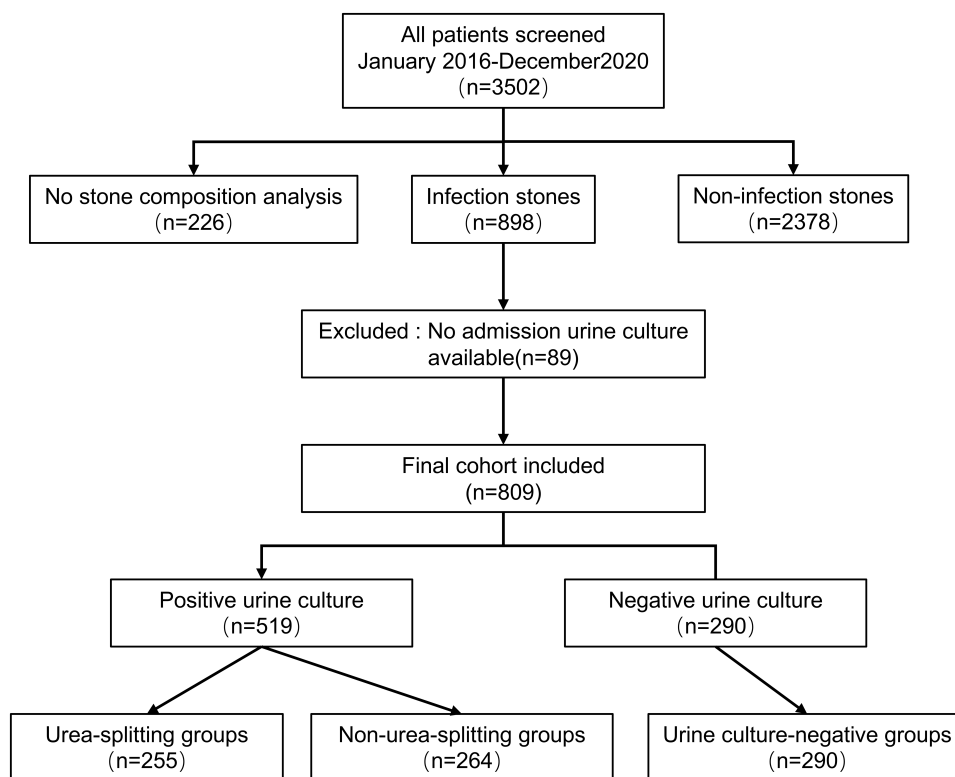 All patients screened
January 2016-December2020
（n=3502）
No stone composition analysis
（n=226）
Infection stones
（n=898）
Non-infection stones
（n=2378）
Excluded : No admission urine culture
available(n=89)
Final cohort included
(n=809)
Positive urine culture
（n=519）
Negative urine culture
（n=290）
Urea-splitting groups
（n=255）
Non-urea-splitting groups
（n=264）
Urine culture-negative groups
（n=290）